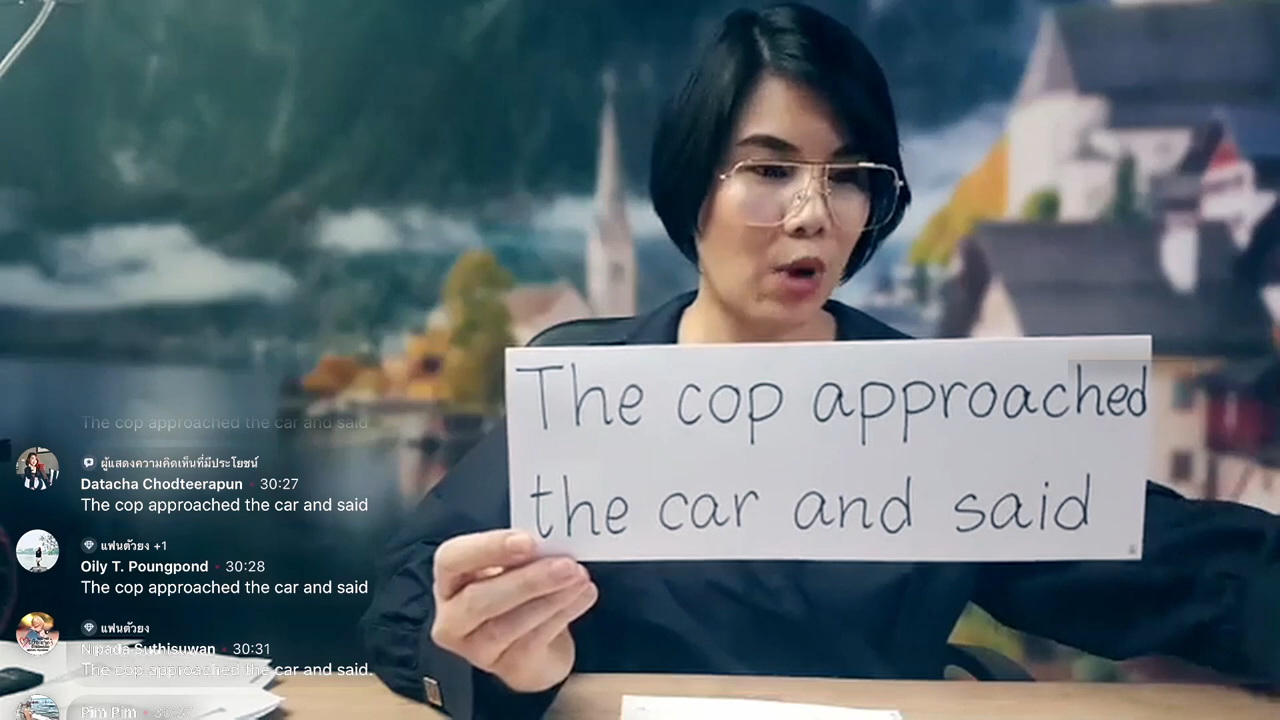 The cop approached
the car and said
The cop approached the car and said
ผู้แสดงความคิดเห็นที่มีประโยชน์
Datacha Chodteerapun • 30:27
The cop approached the car and said
แฟนตัวยง +1
Oily T. Poungpond • 30:28
The cop approached the car and said
แฟนตัวยง
Nipada Suthisuwan • 30:31
The cop approached the car and said.
Pim Pim